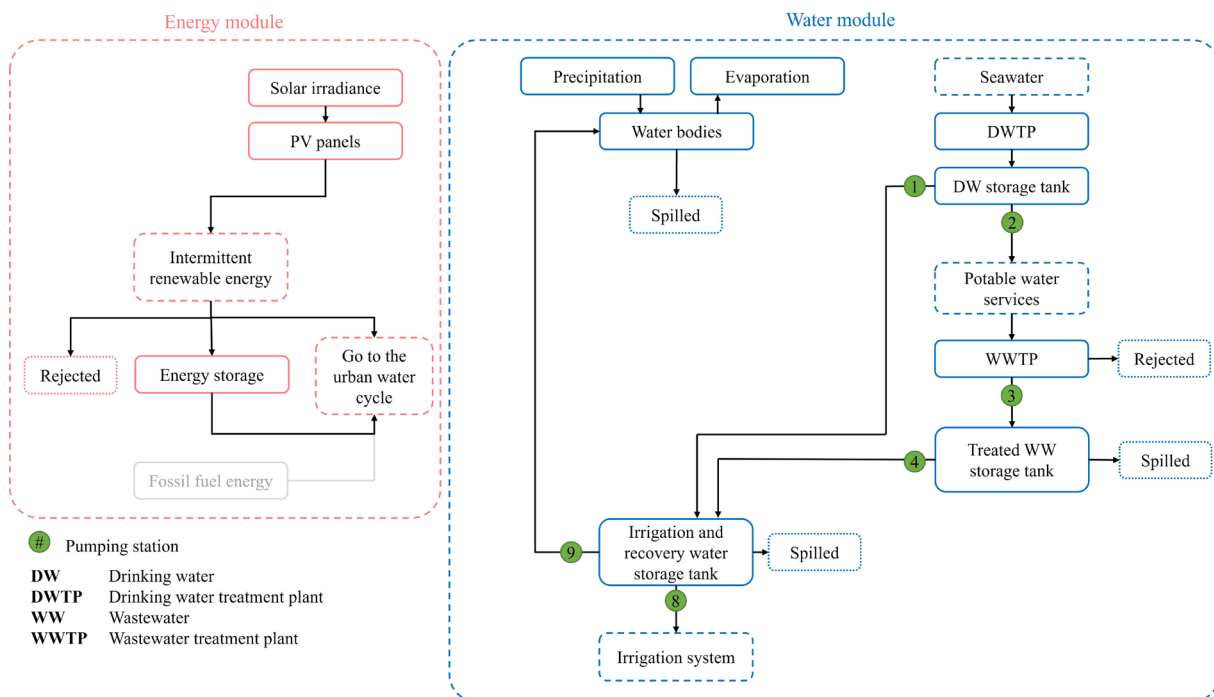 Energy module
Solar irradiance
PV panels
Intermittent
renewable energy
Rejected
Energy storage
Go to the
urban water
cycle
Fossil fuel energy
# Pumping station
DW Drinking water
DWTP Drinking water treatment plant
WW Wastewater
WWTP Wastewater treatment plant
Water module
Precipitation
Evaporation
Water bodies
Spilled
Seawater
DWTP
DW storage tank
1
2
Potable water
services
WWTP
Rejected
3
Treated WW
storage tank
Spilled
4
Irrigation and
recovery water
storage tank
Spilled
9
8
Irrigation system